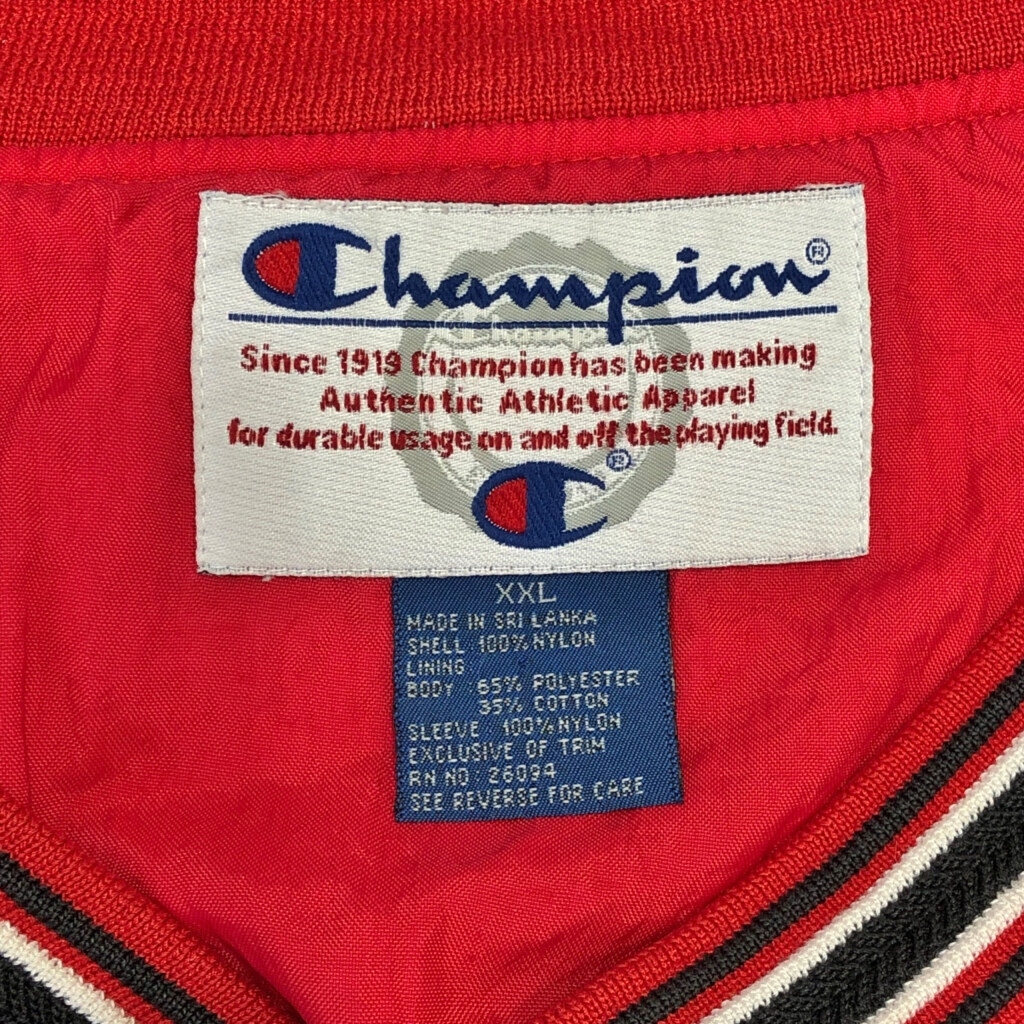 Champion®
Since 1919 Champion has been making
Authentic Athletic Apparel
for durable usage on and off the playing field.
®
XXL
MADE IN SRI LANKA
SHELL 100% NYLON
LINING
BODY 65% POLYESTER
35% COTTON
SLEEVE 100% NYLON
EXCLUSIVE OF TRIM
RN NO: 26094
SEE REVERSE FOR CARE